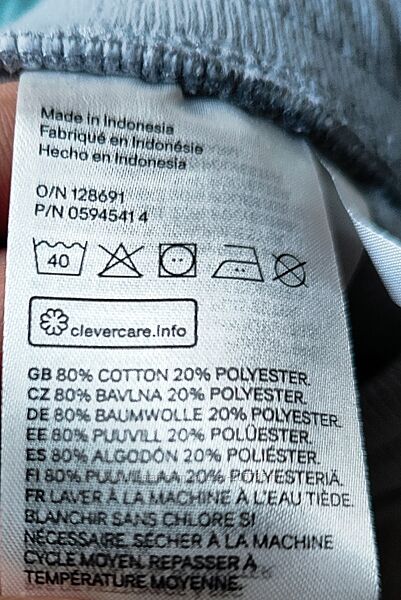 Made in Indonesia
Fabriqué en Indonésie
Hecho en Indonesia
O/N 128691
P/N 0594541 4
40
clevercare.info
GB 80% COTTON 20% POLYESTER.
CZ 80% BAVLNA 20% POLYESTER.
DE 80% BAUMWOLLE 20% POLYESTER.
EE 80% PUUVILL 20% POLÜESTER.
ES 80% ALGODÓN 20% POLIÉSTER.
FI 80% PUUVILLAA 20% POLYESTERIÄ.
FR LAVER À LA MACHINE À L'EAU TIÈDE.
BLANCHIR SANS CHLORE SI
NÉCESSAIRE. SÉCHER À LA MACHINE
CYCLE MOYEN. REPASSER À
TEMPÉRATURE MOYENNE.